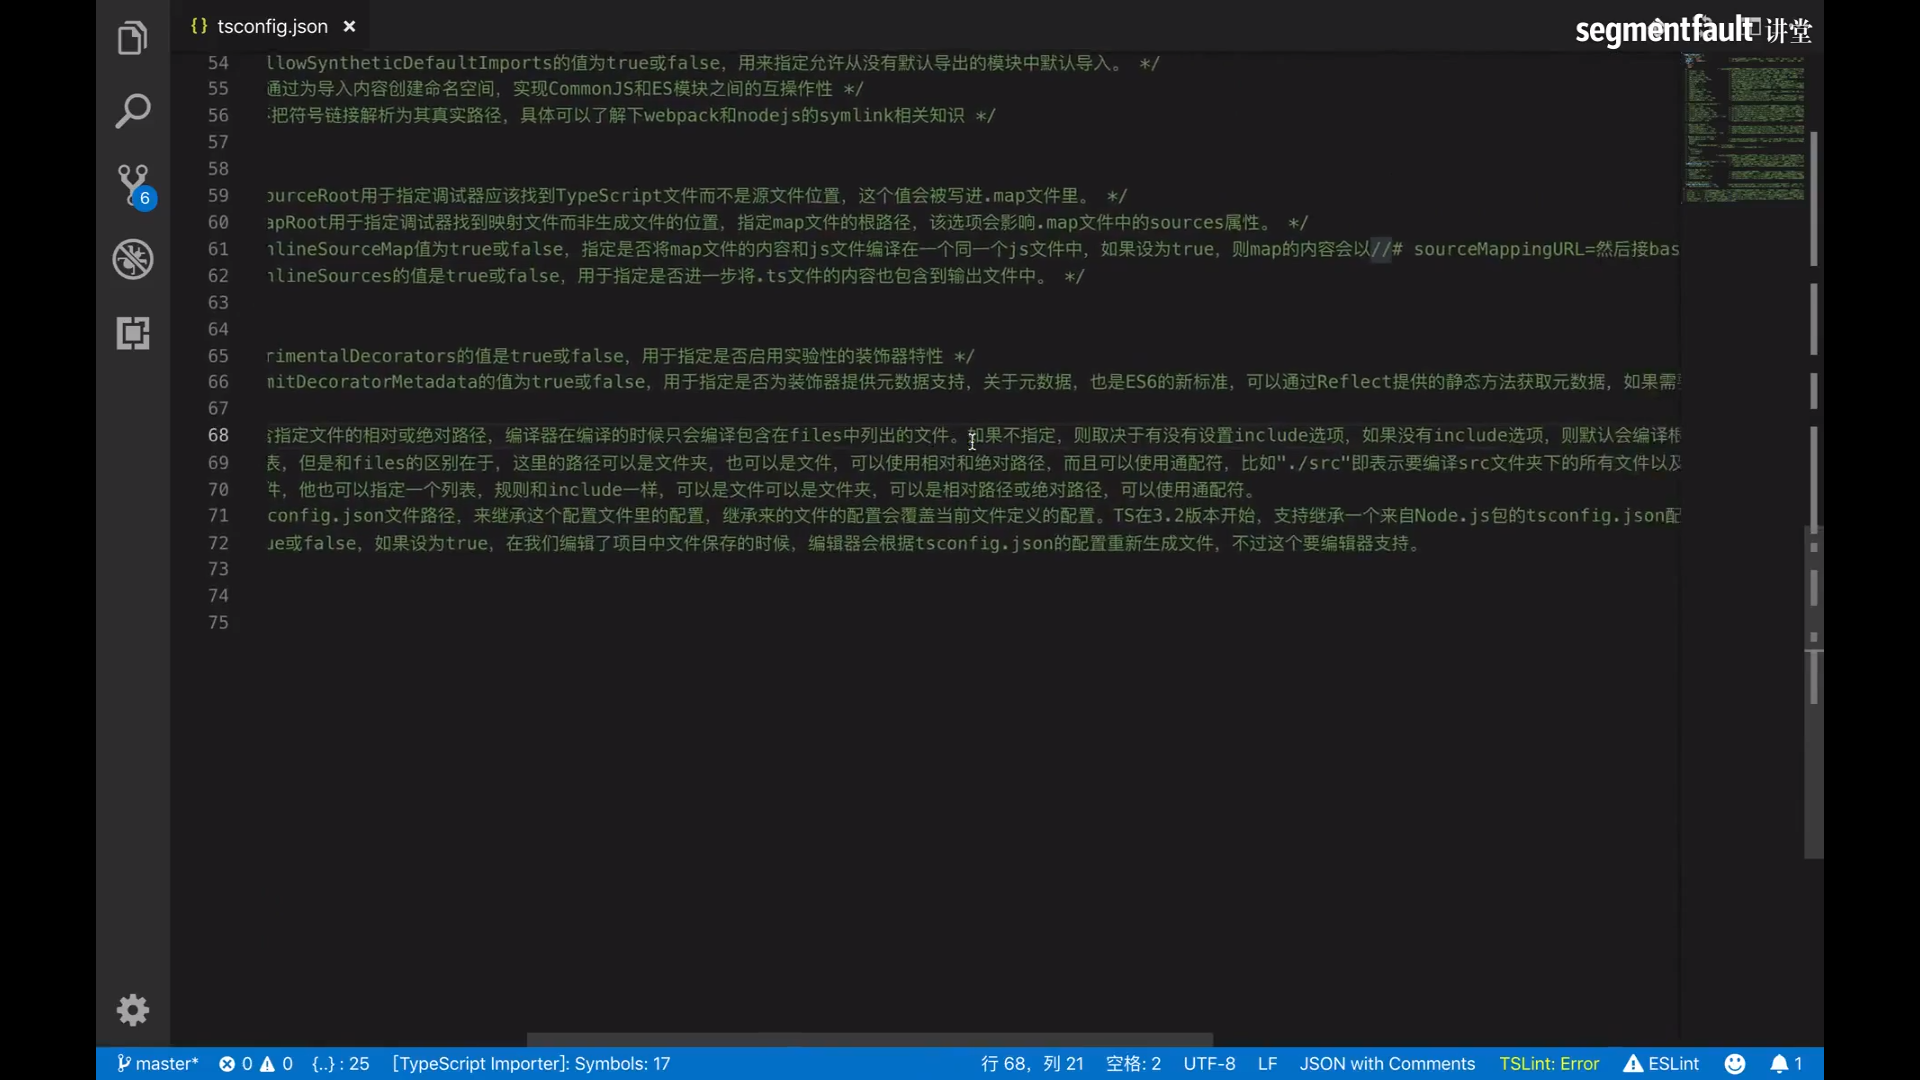 {} tsconfig.json ×
segmentfault 讲堂
54 llowSyntheticDefaultImports的值为true或false，用来指定允许从没有默认导出的模块中默认导入。 */
55 通过为导入内容创建命名空间，实现CommonJS和ES模块之间的互操作性 */
56 把符号链接解析为其真实路径，具体可以了解下webpack和nodejs的symlink相关知识 */
57
58
59 ourceRoot用于指定调试器应该找到TypeScript文件而不是源文件位置，这个值会被写进.map文件里。 */
60 apRoot用于指定调试器找到映射文件而非生成文件的位置，指定map文件的根路径，该选项会影响.map文件中的sources属性。 */
61 nlineSourceMap值为true或false，指定是否将map文件的内容和js文件编译在一个同一个js文件中，如果设为true，则map的内容会以//# sourceMappingURL=然后接bas
62 nlineSources的值是true或false，用于指定是否进一步将.ts文件的内容也包含到输出文件中。 */
63
64
65 rimentalDecorators的值是true或false，用于指定是否启用实验性的装饰器特性 */
66 mitDecoratorMetadata的值为true或false，用于指定是否为装饰器提供元数据支持，关于元数据，也是ES6的新标准，可以通过Reflect提供的静态方法获取元数据，如果需
67
68 指定文件的相对或绝对路径，编译器在编译的时候只会编译包含在files中列出的文件。如果不指定，则取决于有没有设置include选项，如果没有include选项，则默认会编译根
69 表，但是和files的区别在于，这里的路径可以是文件夹，也可以是文件，可以使用相对和绝对路径，而且可以使用通配符，比如"./src"即表示要编译src文件夹下的所有文件以及
70 件，他也可以指定一个列表，规则和include一样，可以是文件可以是文件夹，可以是相对路径或绝对路径，可以使用通配符。
71 config.json文件路径，来继承这个配置文件里的配置，继承来的文件的配置会覆盖当前文件定义的配置。TS在3.2版本开始，支持继承一个来自Node.js包的tsconfig.json配
72 ue或false，如果设为true，在我们编辑了项目中文件保存的时候，编辑器会根据tsconfig.json的配置重新生成文件，不过这个要编辑器支持。
73
74
75
6
master* 0 0 {..} : 25 [TypeScript Importer]: Symbols: 17 行 68，列 21 空格: 2 UTF-8 LF JSON with Comments TSLint: Error ESLint 1